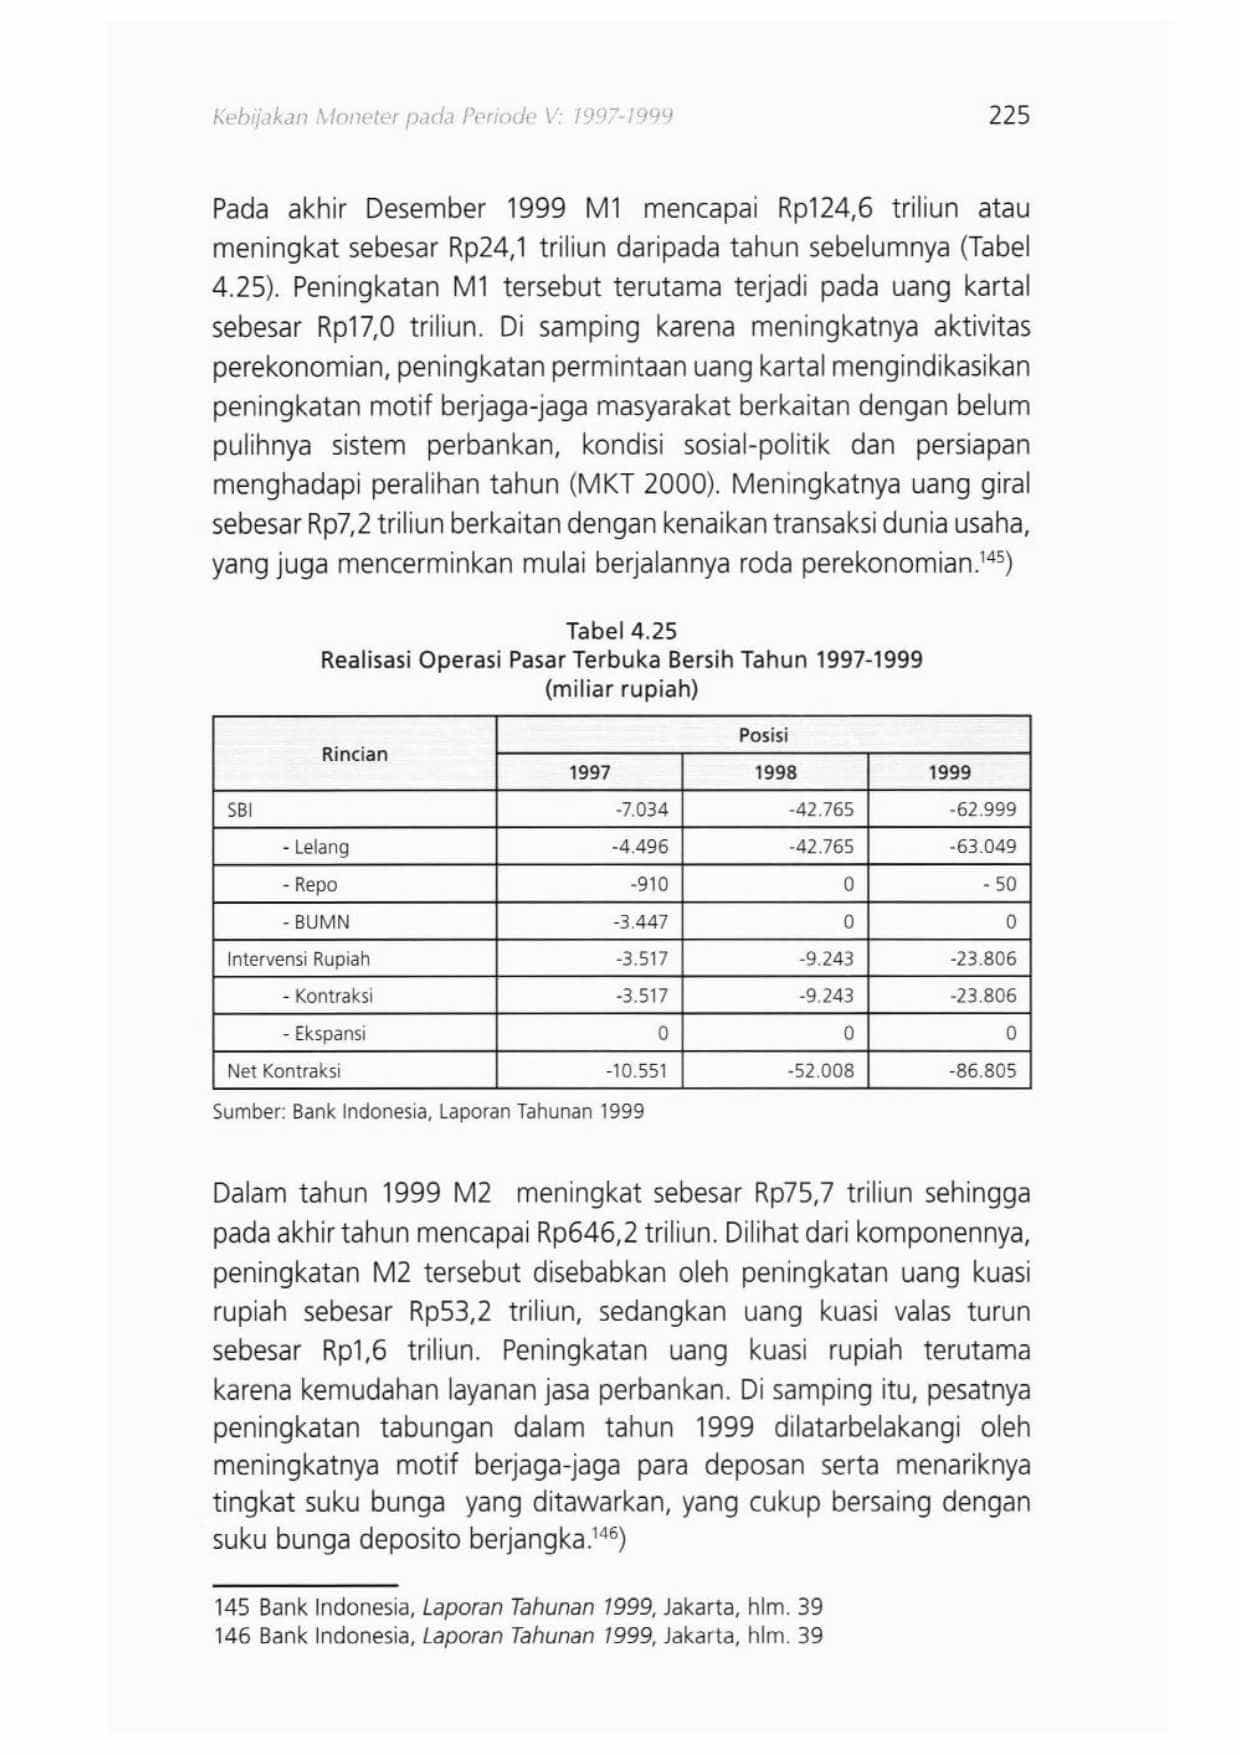 Kebijakan Moneter pada Periode V: 1997-1999 225
Pada akhir Desember 1999 M1 mencapai Rp124,6 triliun atau
meningkat sebesar Rp24,1 triliun daripada tahun sebelumnya (Tabel
4.25). Peningkatan M1 tersebut terutama terjadi pada uang kartal
sebesar Rp17,0 triliun. Di samping karena meningkatnya aktivitas
perekonomian, peningkatan permintaan uang kartal mengindikasikan
peningkatan motif berjaga-jaga masyarakat berkaitan dengan belum
pulihnya sistem perbankan, kondisi sosial-politik dan persiapan
menghadapi peralihan tahun (MKT 2000). Meningkatnya uang giral
sebesar Rp7,2 triliun berkaitan dengan kenaikan transaksi dunia usaha,
yang juga mencerminkan mulai berjalannya roda perekonomian.¹⁴⁵)
Tabel 4.25
Realisasi Operasi Pasar Terbuka Bersih Tahun 1997-1999
(miliar rupiah)
Rincian Posisi
1997 1998 1999
SBI -7.034 -42.765 -62.999
- Lelang -4.496 -42.765 -63.049
- Repo -910 0 - 50
- BUMN -3.447 0 0
Intervensi Rupiah -3.517 -9.243 -23.806
- Kontraksi -3.517 -9.243 -23.806
- Ekspansi 0 0 0
Net Kontraksi -10.551 -52.008 -86.805
Sumber: Bank Indonesia, Laporan Tahunan 1999
Dalam tahun 1999 M2 meningkat sebesar Rp75,7 triliun sehingga
pada akhir tahun mencapai Rp646,2 triliun. Dilihat dari komponennya,
peningkatan M2 tersebut disebabkan oleh peningkatan uang kuasi
rupiah sebesar Rp53,2 triliun, sedangkan uang kuasi valas turun
sebesar Rp1,6 triliun. Peningkatan uang kuasi rupiah terutama
karena kemudahan layanan jasa perbankan. Di samping itu, pesatnya
peningkatan tabungan dalam tahun 1999 dilatarbelakangi oleh
meningkatnya motif berjaga-jaga para deposan serta menariknya
tingkat suku bunga yang ditawarkan, yang cukup bersaing dengan
suku bunga deposito berjangka.¹⁴⁶)
145 Bank Indonesia, Laporan Tahunan 1999, Jakarta, hlm. 39
146 Bank Indonesia, Laporan Tahunan 1999, Jakarta, hlm. 39